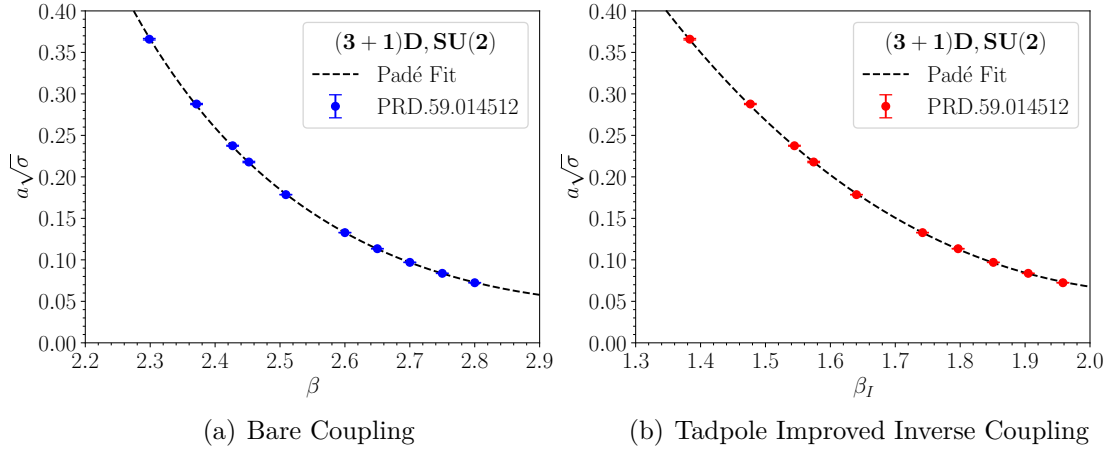 0.40
0.35
0.30
0.25
0.20
0.15
0.10
0.05
0.00
a√σ
(3 + 1)D, SU(2)
Padé Fit
PRD.59.014512
2.2 2.3 2.4 2.5 2.6 2.7 2.8 2.9
β
(a) Bare Coupling
0.40
0.35
0.30
0.25
0.20
0.15
0.10
0.05
0.00
a√σ
(3 + 1)D, SU(2)
Padé Fit
PRD.59.014512
1.3 1.4 1.5 1.6 1.7 1.8 1.9 2.0
β_I
(b) Tadpole Improved Inverse Coupling